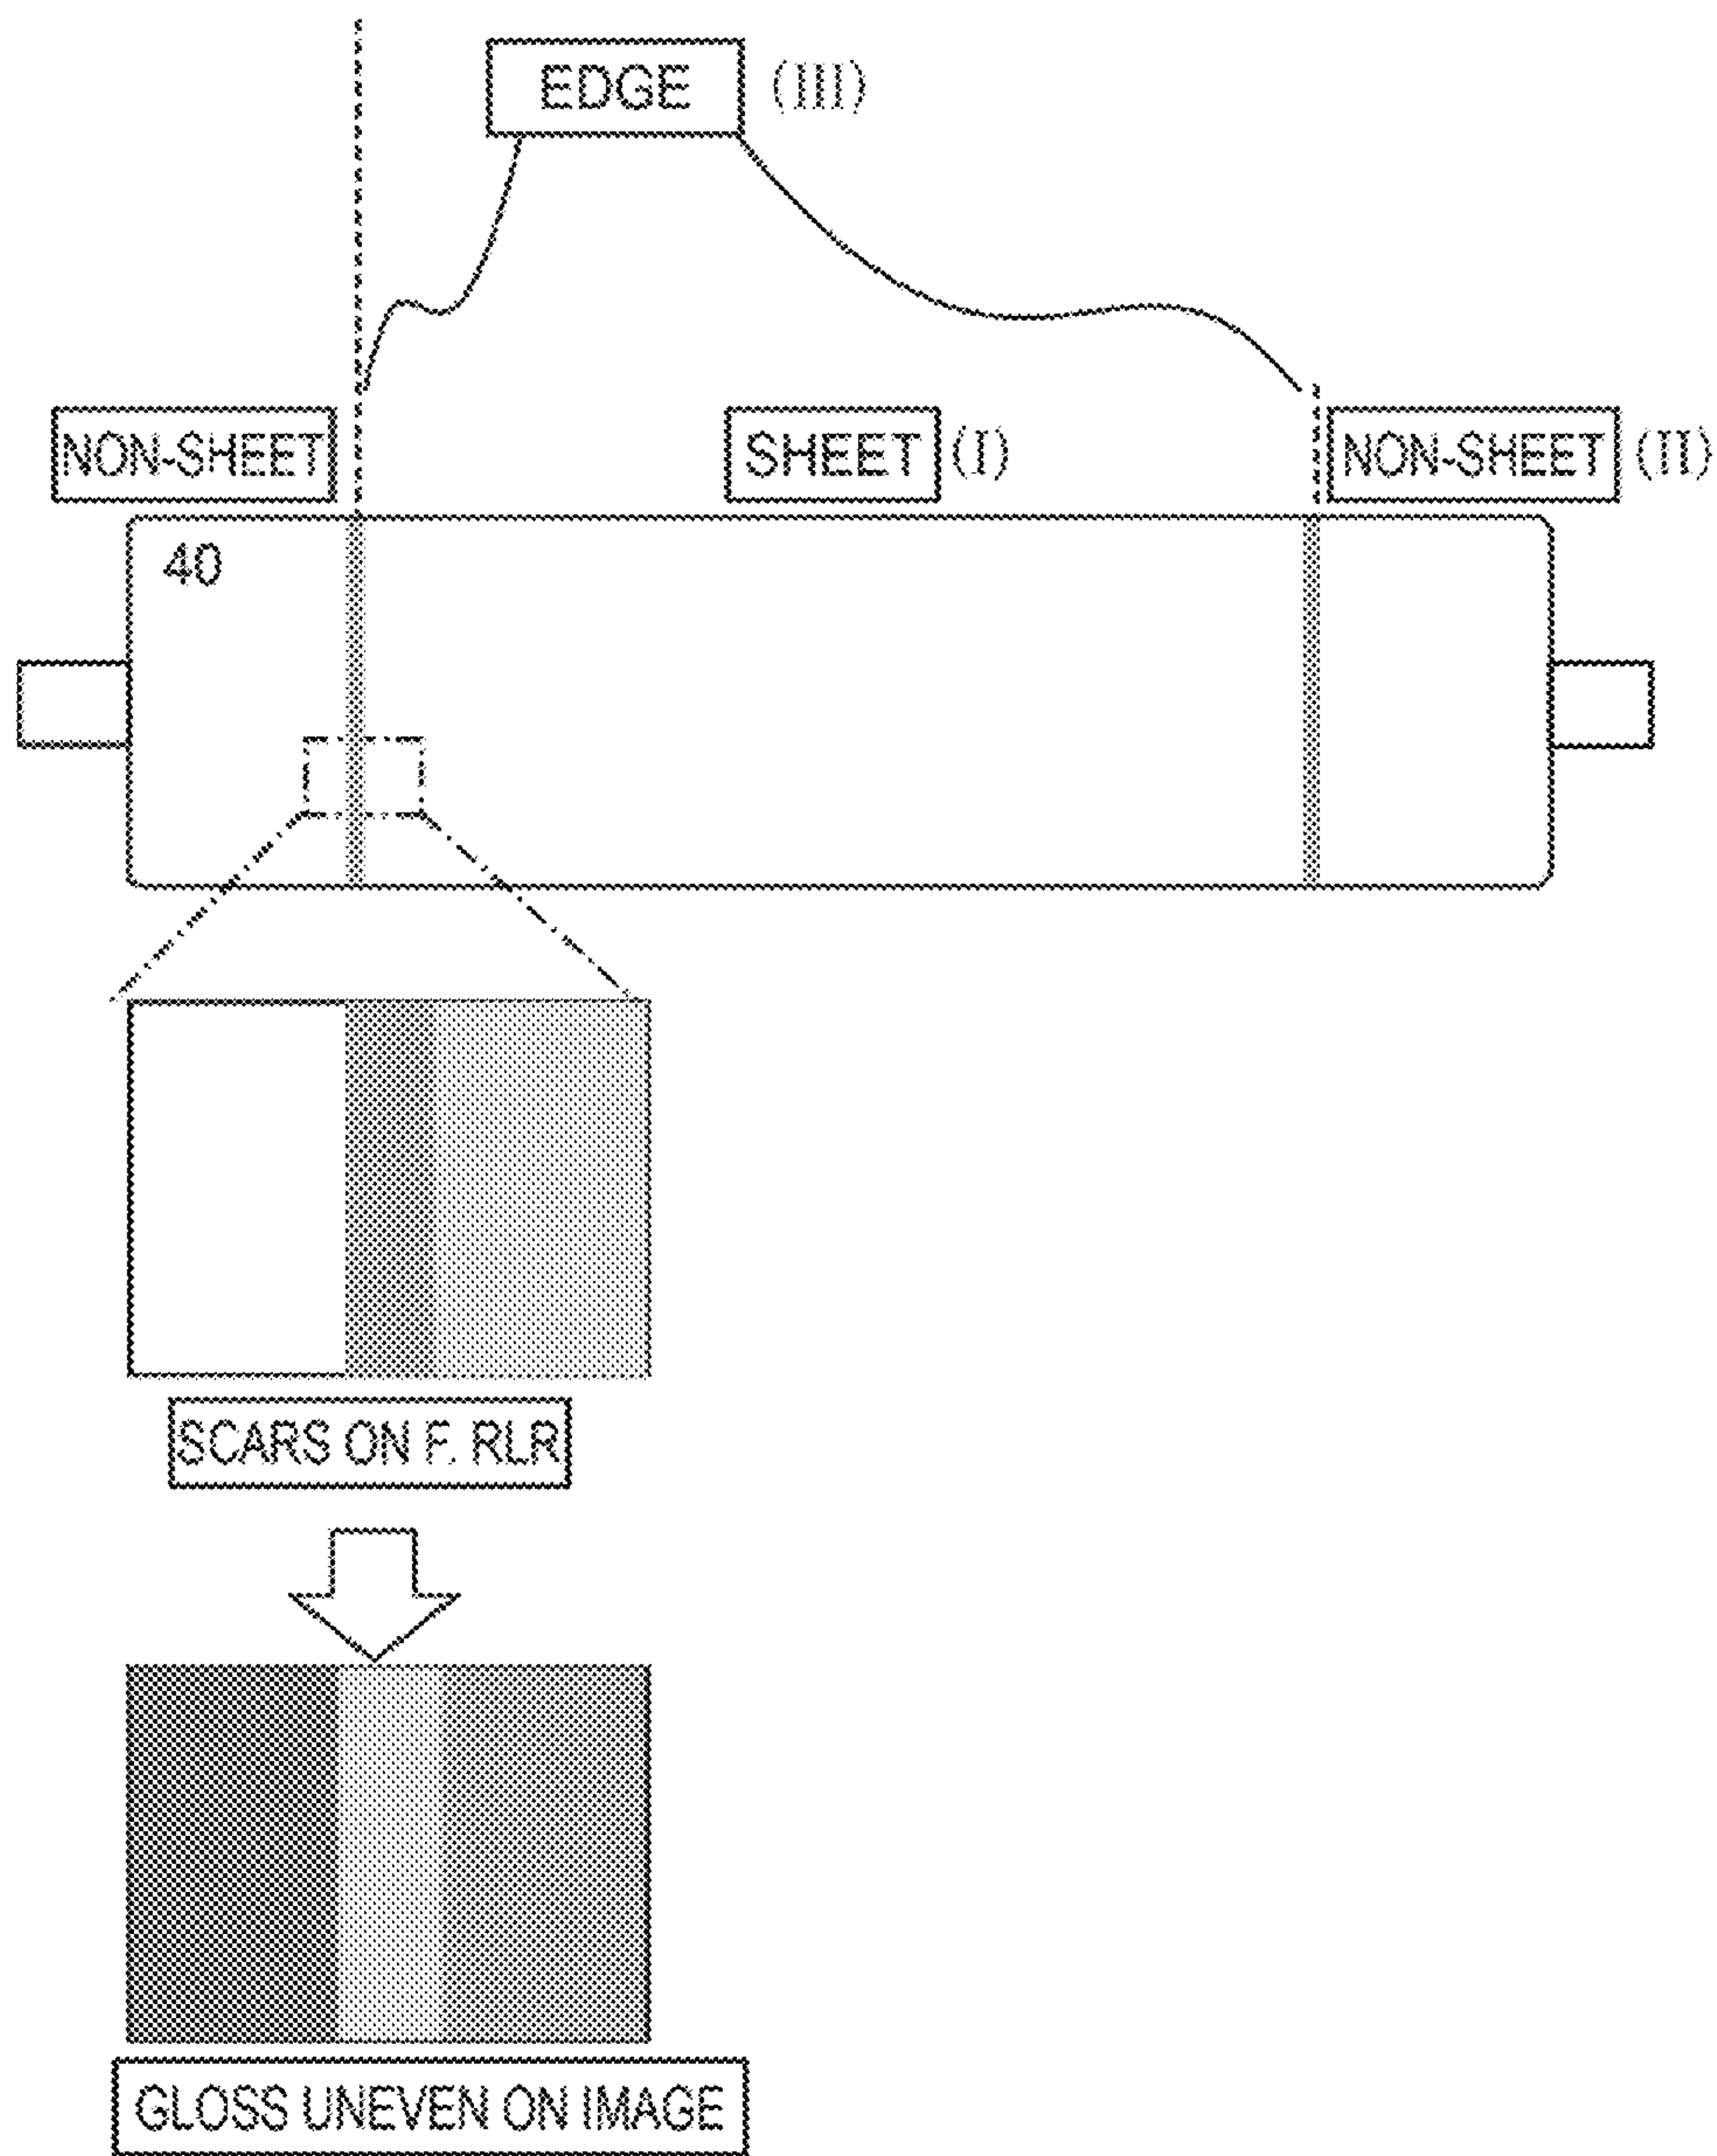 EDGE (III)
NON-SHEET SHEET (I) NON-SHEET (II)
40
SCARS ON F. RLR
GLOSS UNEVEN ON IMAGE